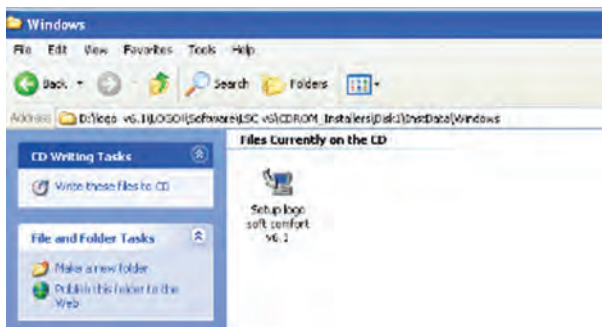 Windows
File Edit View Favorites Tools Help
Back Search Folders
Address D:\logo v6.1\LOGO!\Software\LSC v6\CDROM_Installers\Disk1\InstData\Windows
Files Currently on the CD
CD Writing Tasks
Write these files to CD
Setup logo
soft comfort
v6.1
File and Folder Tasks
Make a new folder
Publish this folder to the
Web